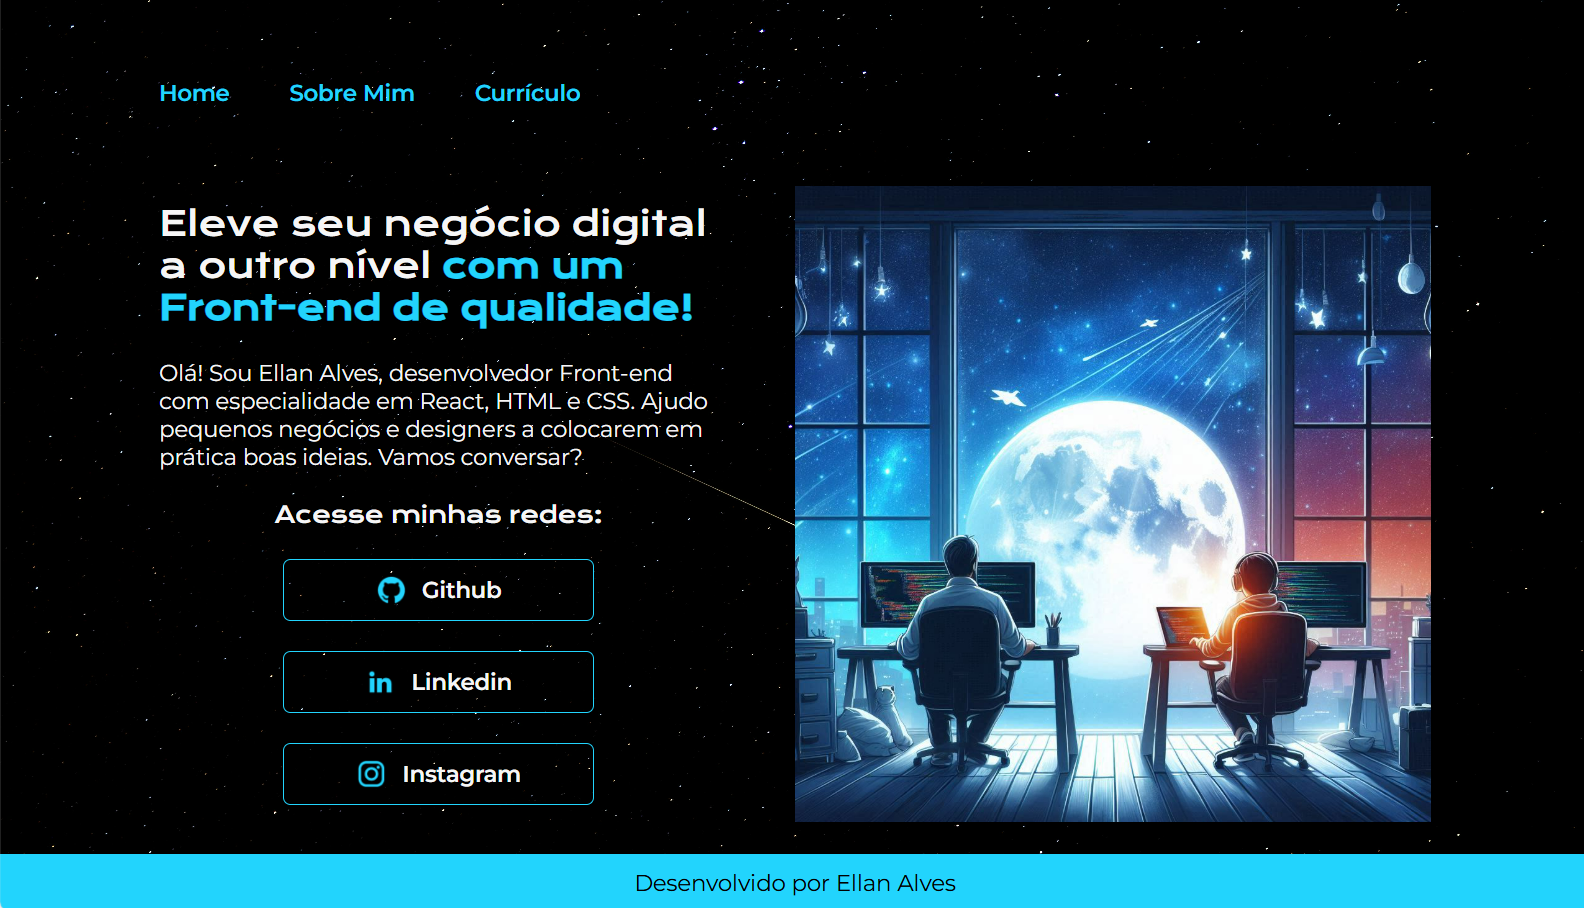 Home Sobre Mim Currículo
Eleve seu negócio digital
a outro nível com um
Front-end de qualidade!
Olá! Sou Ellan Alves, desenvolvedor Front-end
com especialidade em React, HTML e CSS. Ajudo
pequenos negócios e designers a colocarem em
prática boas ideias. Vamos conversar?
Acesse minhas redes:
Github
Linkedin
Instagram
Desenvolvido por Ellan Alves